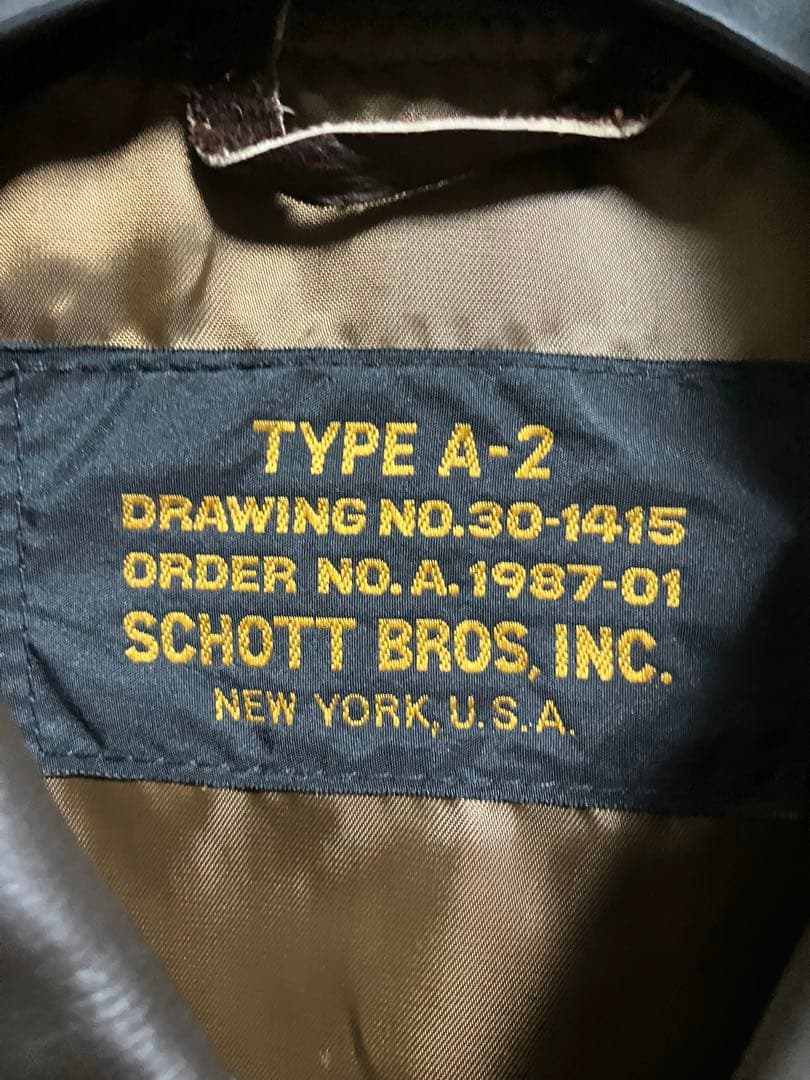 TYPE A-2
DRAWING NO.30-1415
ORDER NO.A.1987-01
SCHOTT BROS, INC.
NEW YORK, U.S.A.